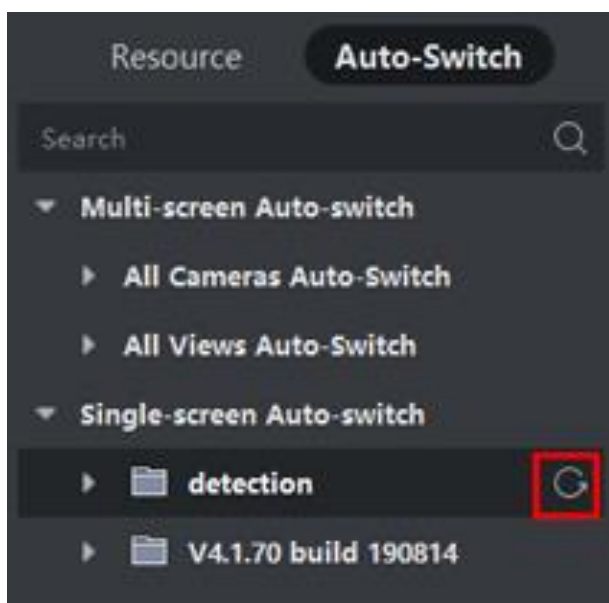 Resource Auto-Switch
Search
Multi-screen Auto-switch
All Cameras Auto-Switch
All Views Auto-Switch
Single-screen Auto-switch
detection
V4.1.70 build 190814